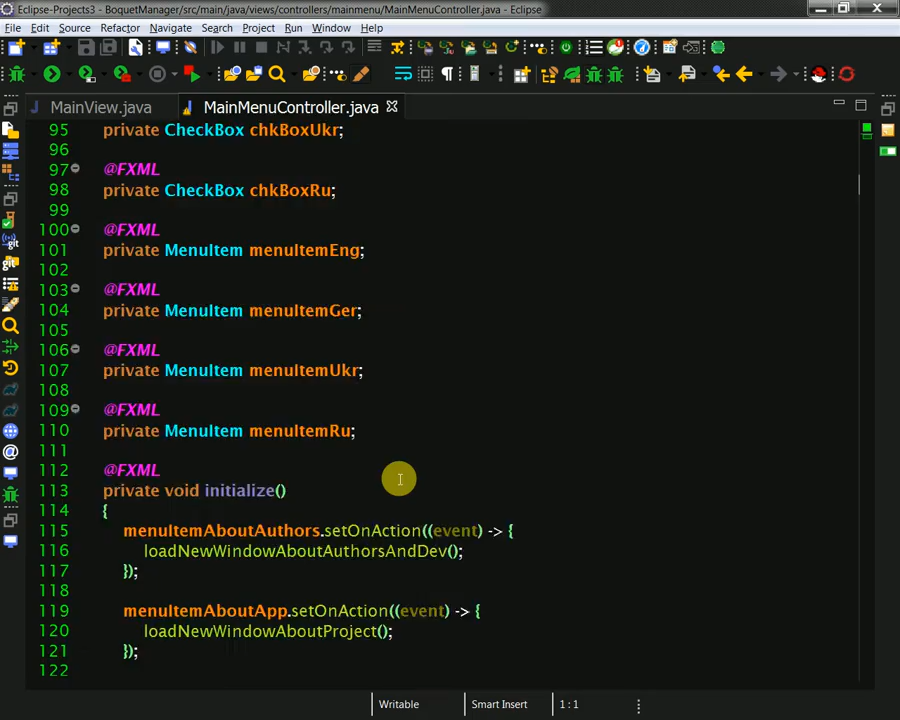 Eclipse-Projects3 - BoquetManager/src/main/java/views/controllers/mainmenu/MainMenuController.java - Eclipse
File Edit Source Refactor Navigate Search Project Run Window Help
MainView.java MainMenuController.java
95 private CheckBox chkBoxUkr;
96
97 @FXML
98 private CheckBox chkBoxRu;
99
100 @FXML
101 private MenuItem menuItemEng;
102
103 @FXML
104 private MenuItem menuItemGer;
105
106 @FXML
107 private MenuItem menuItemUkr;
108
109 @FXML
110 private MenuItem menuItemRu;
111
112 @FXML
113 private void initialize()
114 {
115 menuItemAboutAuthors.setOnAction((event) -> {
116 loadNewWindowAboutAuthorsAndDev();
117 });
118
119 menuItemAboutApp.setOnAction((event) -> {
120 loadNewWindowAboutProject();
121 });
122
Writable Smart Insert 1 : 1